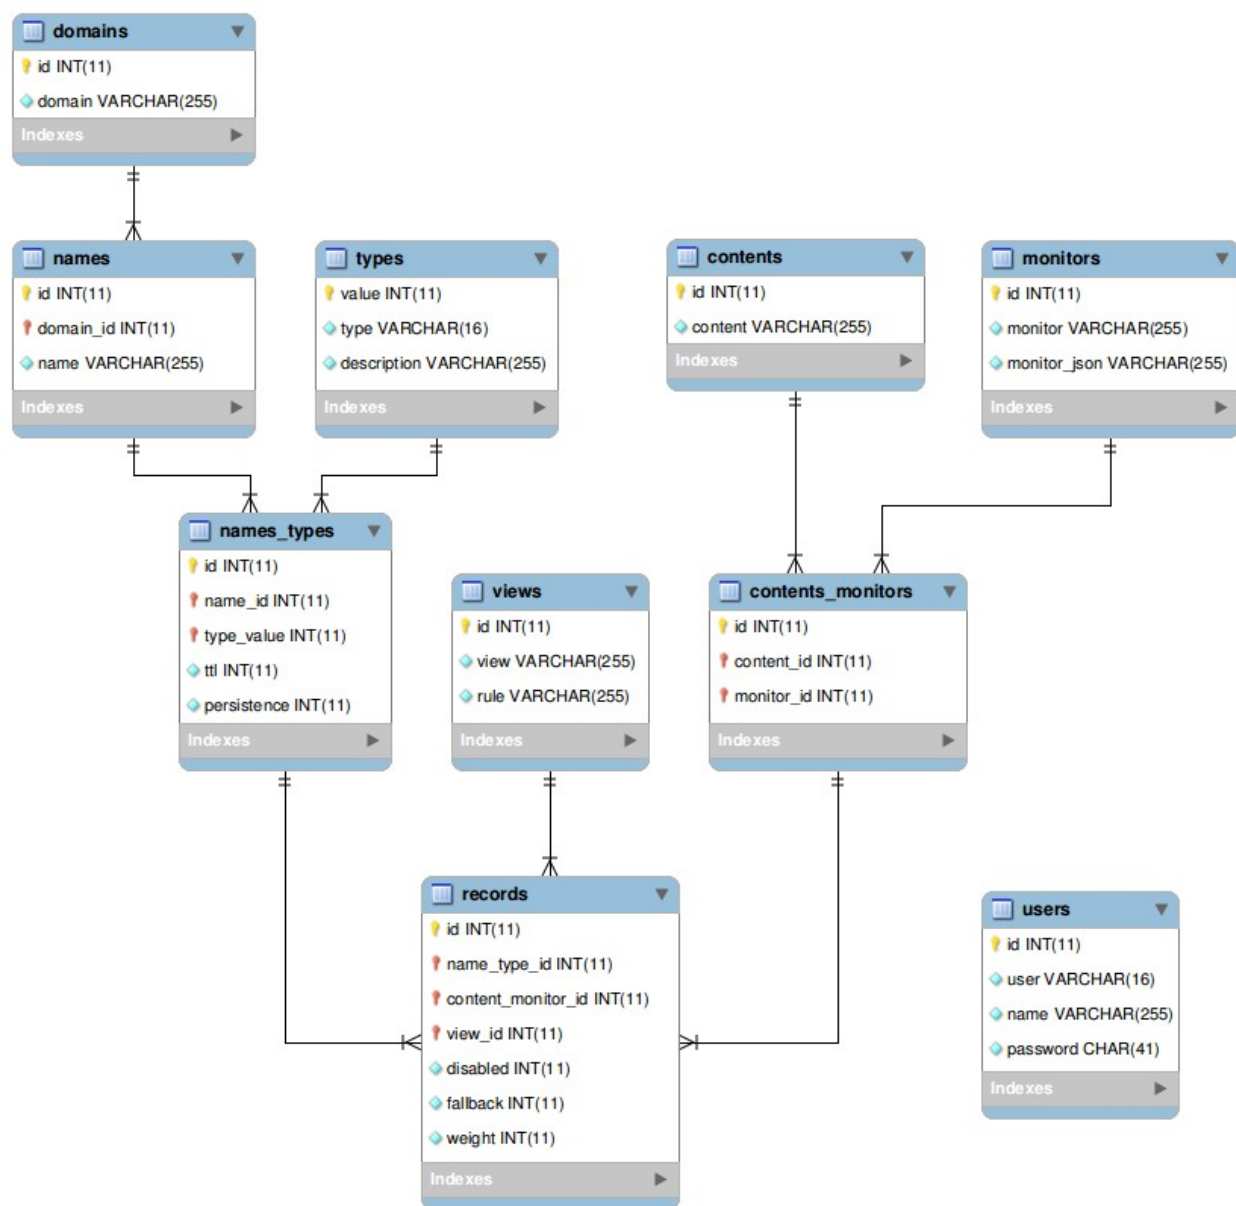 domains
id INT(11)
domain VARCHAR(255)
Indexes
names
id INT(11)
domain_id INT(11)
name VARCHAR(255)
Indexes
types
value INT(11)
type VARCHAR(16)
description VARCHAR(255)
Indexes
contents
id INT(11)
content VARCHAR(255)
Indexes
monitors
id INT(11)
monitor VARCHAR(255)
monitor_json VARCHAR(255)
Indexes
names_types
id INT(11)
name_id INT(11)
type_value INT(11)
ttl INT(11)
persistence INT(11)
Indexes
views
id INT(11)
view VARCHAR(255)
rule VARCHAR(255)
Indexes
contents_monitors
id INT(11)
content_id INT(11)
monitor_id INT(11)
Indexes
records
id INT(11)
name_type_id INT(11)
content_monitor_id INT(11)
view_id INT(11)
disabled INT(11)
fallback INT(11)
weight INT(11)
Indexes
users
id INT(11)
user VARCHAR(16)
name VARCHAR(255)
password CHAR(41)
Indexes